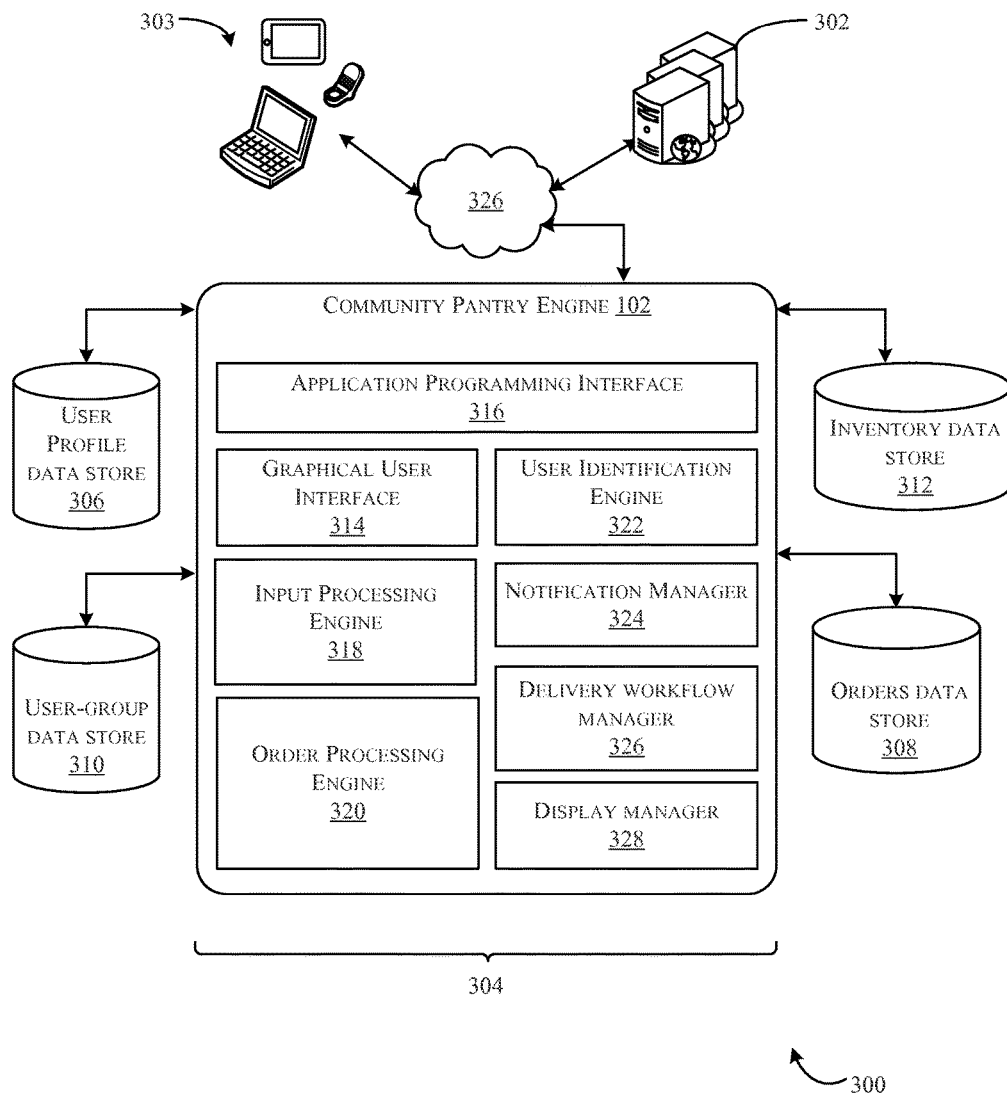 303
302
326
COMMUNITY PANTRY ENGINE 102
APPLICATION PROGRAMMING INTERFACE
316
USER
PROFILE
DATA STORE
306
GRAPHICAL USER
INTERFACE
314
USER IDENTIFICATION
ENGINE
322
INVENTORY DATA
STORE
312
INPUT PROCESSING
ENGINE
318
NOTIFICATION MANAGER
324
USER-GROUP
DATA STORE
310
ORDER PROCESSING
ENGINE
320
DELIVERY WORKFLOW
MANAGER
326
ORDERS DATA
STORE
308
DISPLAY MANAGER
328
304
300